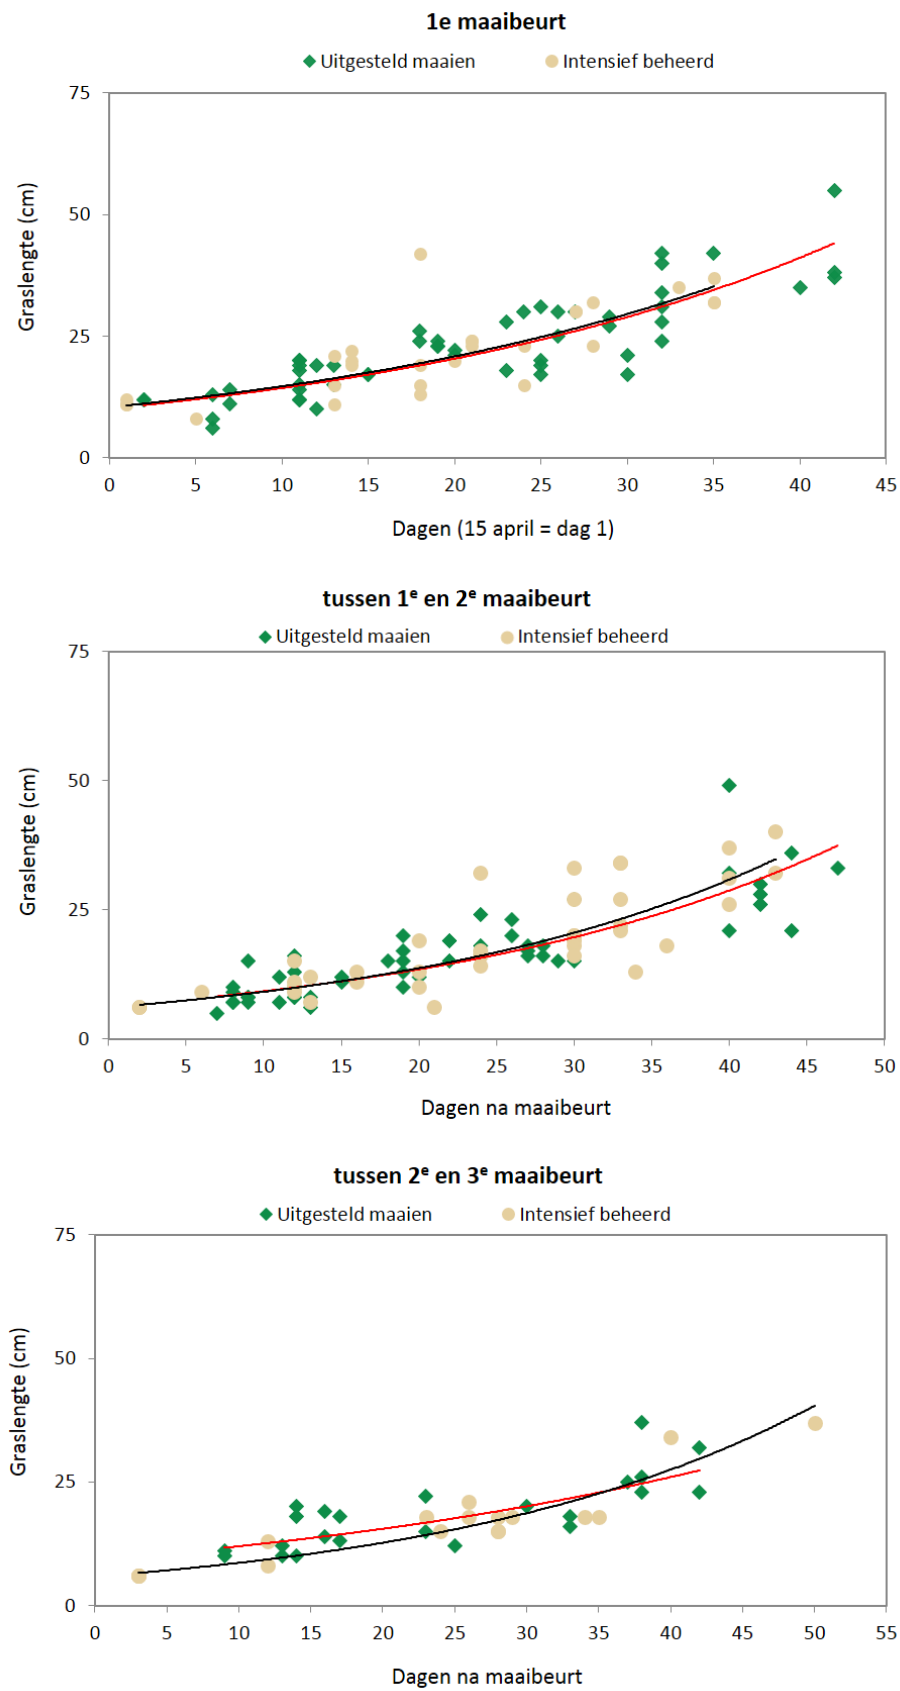 1e maaibeurt
Uitgesteld maaien Intensief beheerd
75
50
25
0
Graslengte (cm)
0 5 10 15 20 25 30 35 40 45
Dagen (15 april = dag 1)
tussen 1e en 2e maaibeurt
Uitgesteld maaien Intensief beheerd
75
50
25
0
Graslengte (cm)
0 5 10 15 20 25 30 35 40 45 50
Dagen na maaibeurt
tussen 2e en 3e maaibeurt
Uitgesteld maaien Intensief beheerd
75
50
25
0
Graslengte (cm)
0 5 10 15 20 25 30 35 40 45 50 55
Dagen na maaibeurt